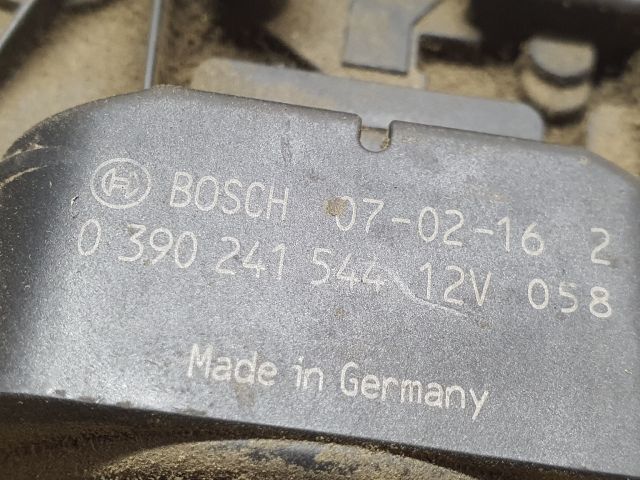 BOSCH 07-02-16 2
0 390 241 544 12V 058
Made in Germany